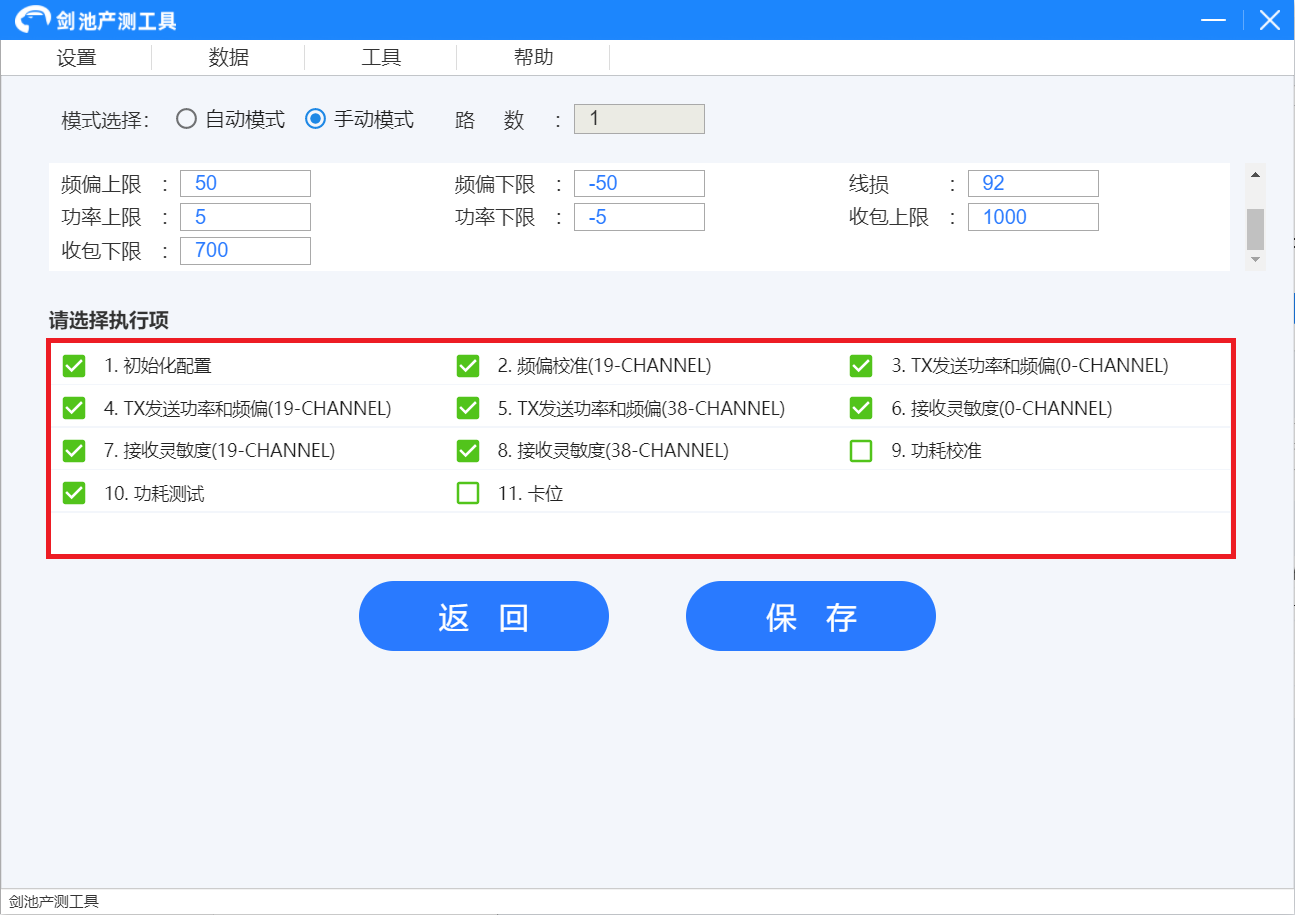 剑池产测工具
设置 数据 工具 帮助
模式选择： 自动模式 手动模式 路 数 ： 1
频偏上限 ： 50 频偏下限 ： -50 线损 ： 92
功率上限 ： 5 功率下限 ： -5 收包上限 ： 1000
收包下限 ： 700
请选择执行项
1. 初始化配置 2. 频偏校准(19-CHANNEL) 3. TX发送功率和频偏(0-CHANNEL)
4. TX发送功率和频偏(19-CHANNEL) 5. TX发送功率和频偏(38-CHANNEL) 6. 接收灵敏度(0-CHANNEL)
7. 接收灵敏度(19-CHANNEL) 8. 接收灵敏度(38-CHANNEL) 9. 功耗校准
10. 功耗测试 11. 卡位
返 回 保 存
剑池产测工具